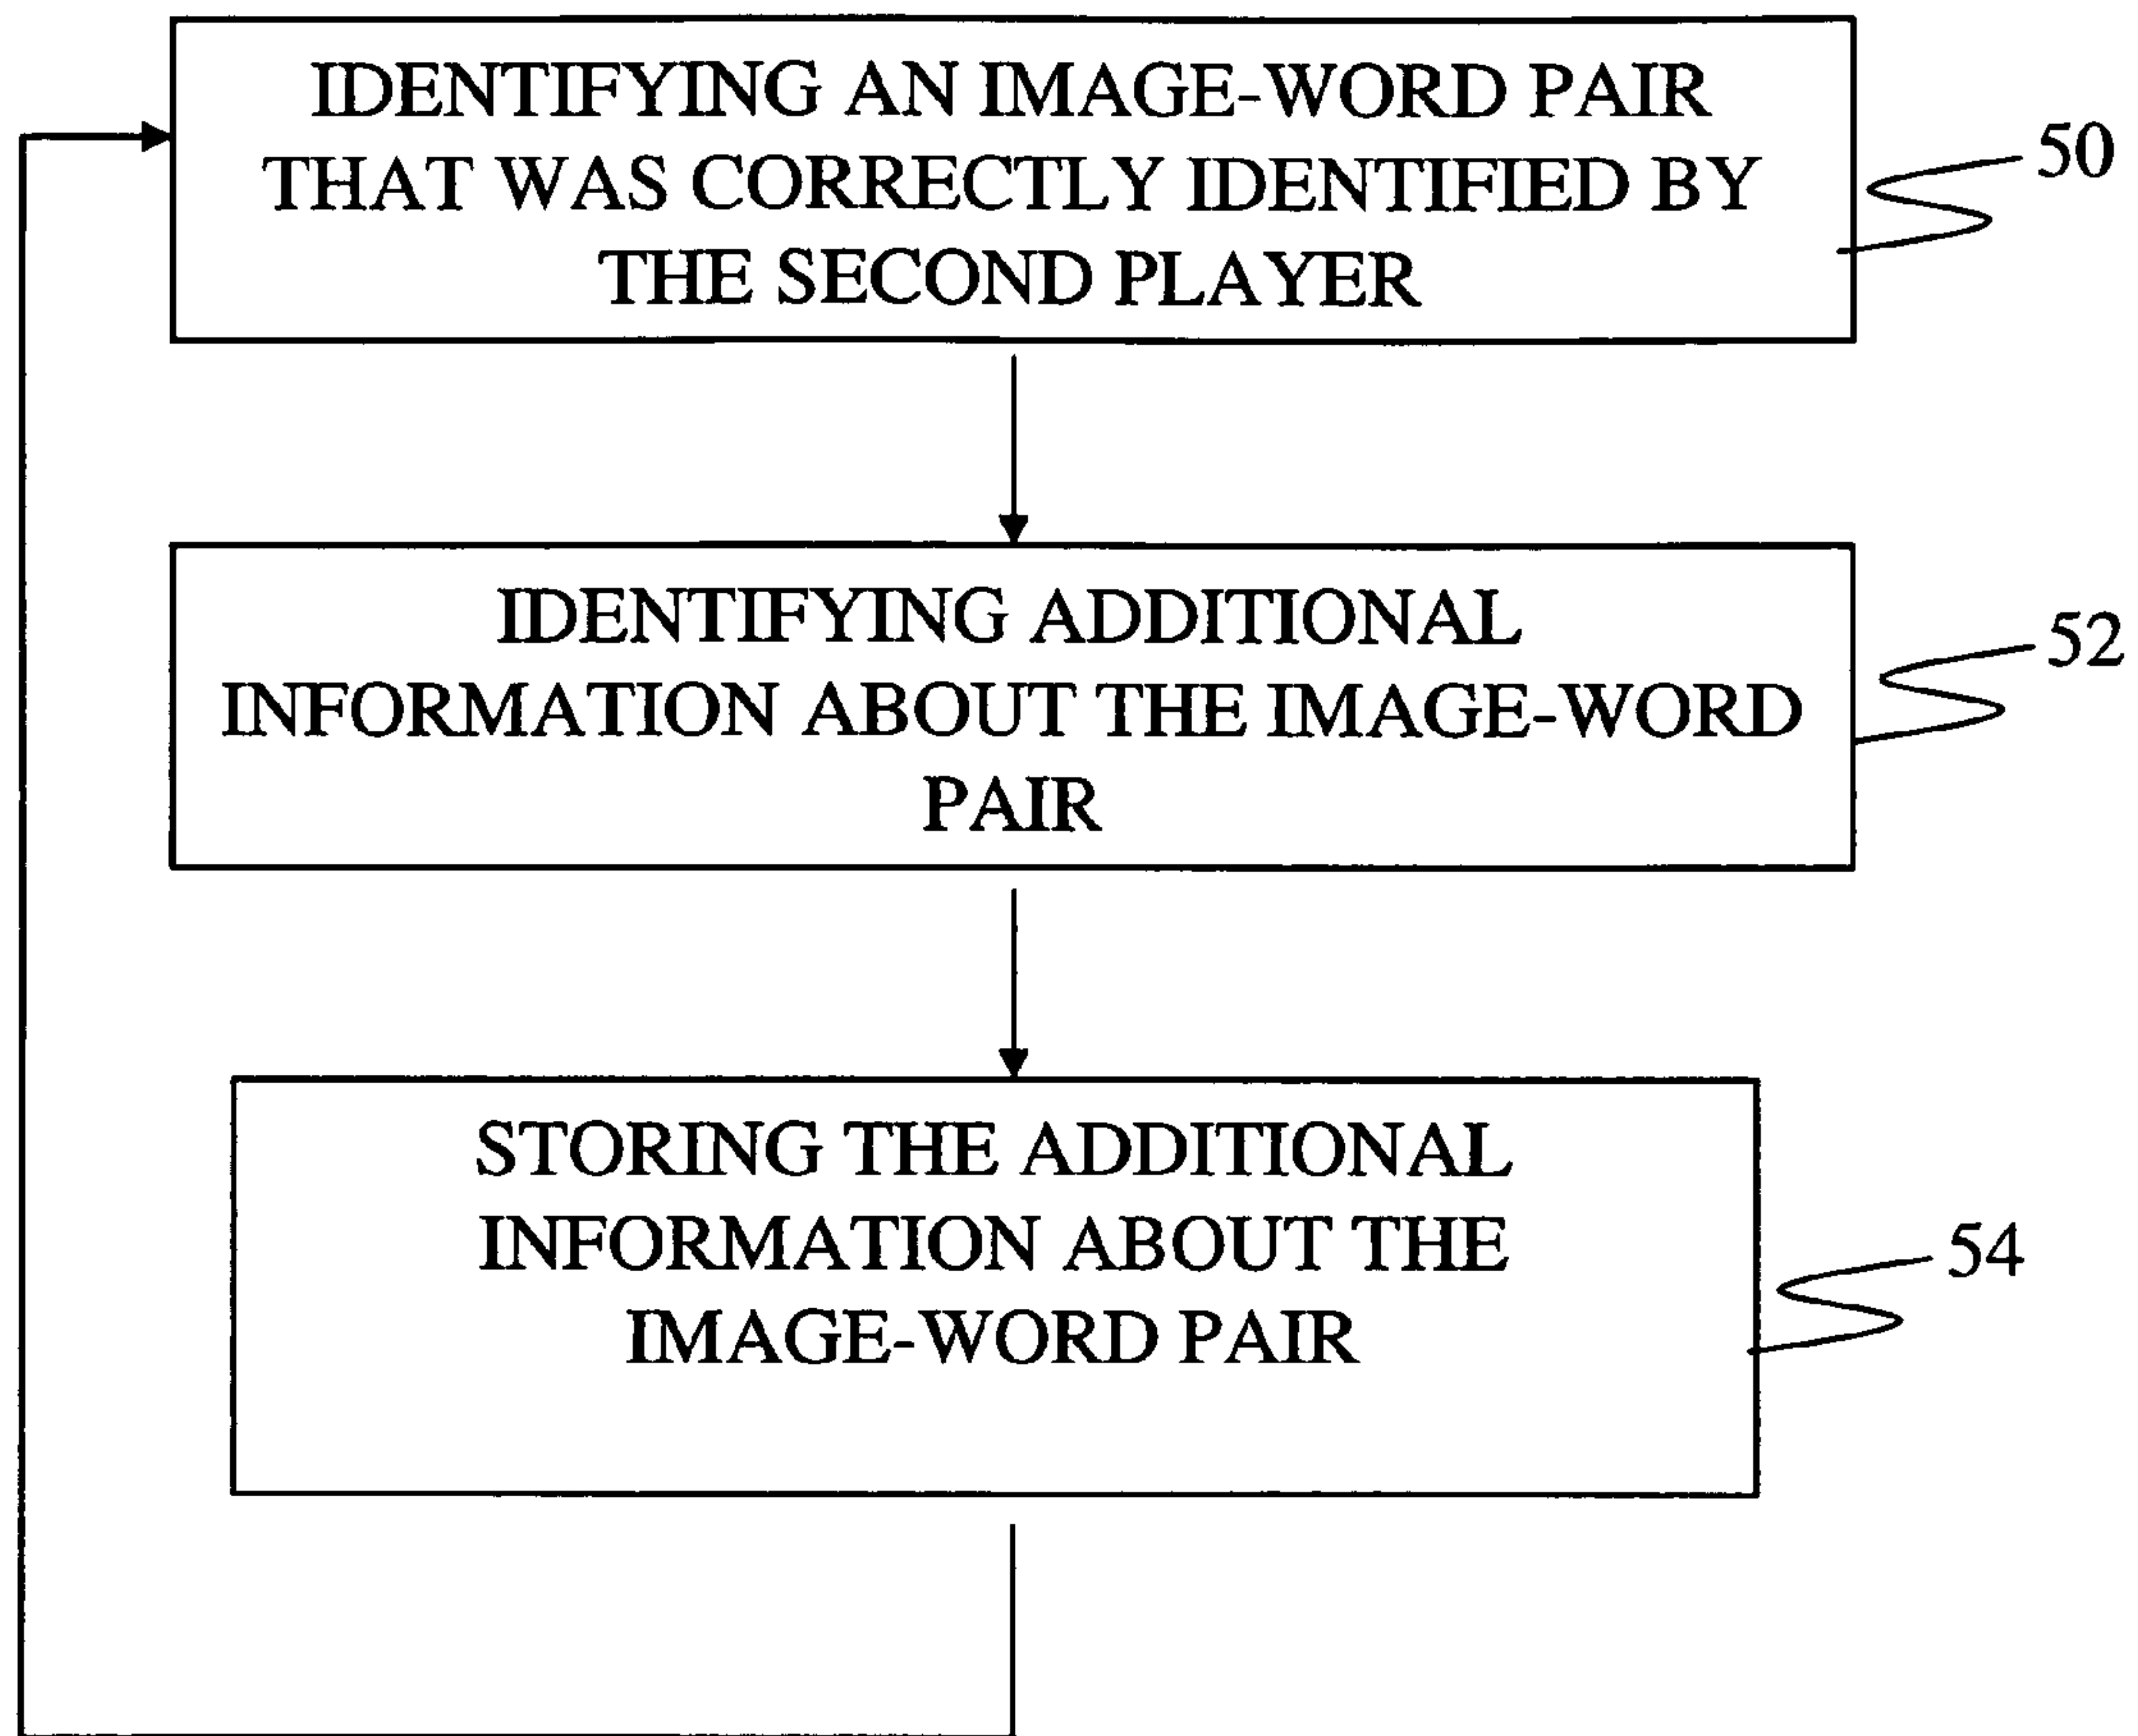 IDENTIFYING AN IMAGE-WORD PAIR
THAT WAS CORRECTLY IDENTIFIED BY
THE SECOND PLAYER
50
IDENTIFYING ADDITIONAL
INFORMATION ABOUT THE IMAGE-WORD
PAIR
52
STORING THE ADDITIONAL
INFORMATION ABOUT THE
IMAGE-WORD PAIR
54